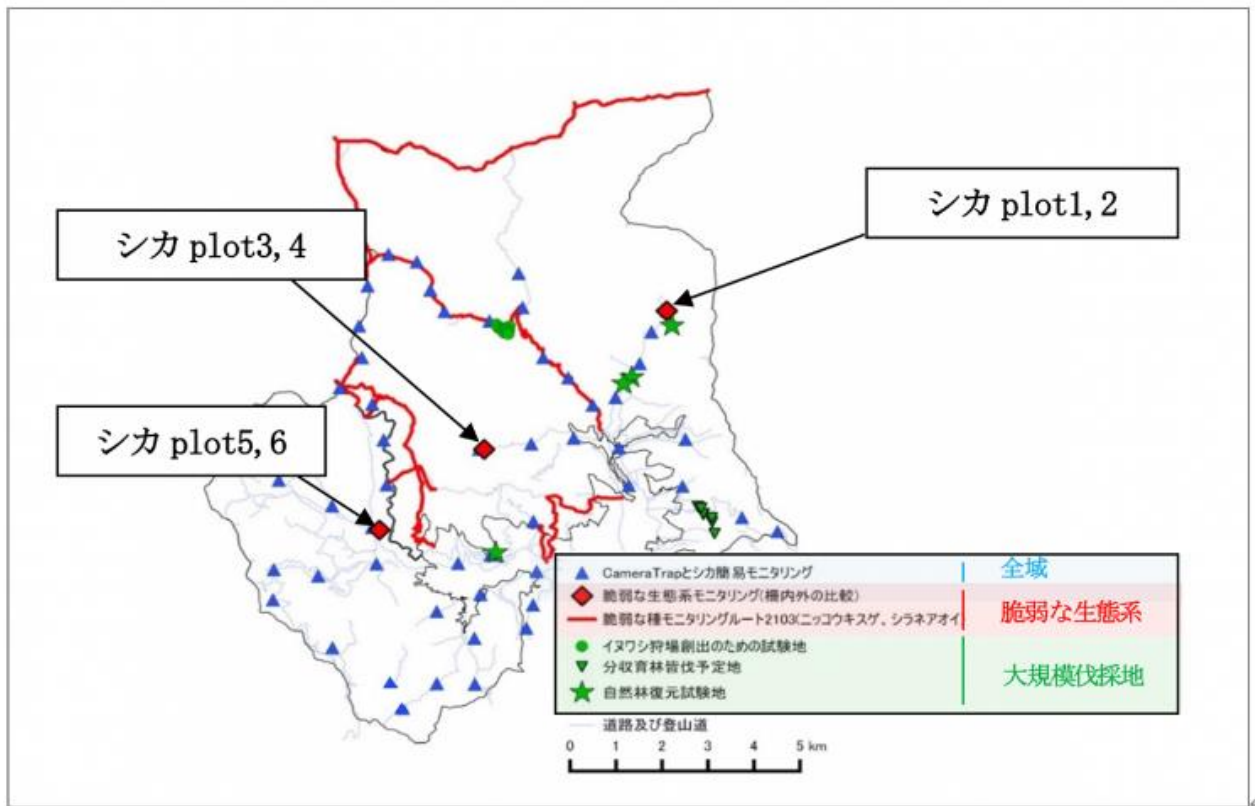 シカ plot1, 2
シカ plot3, 4
シカ plot5, 6
CameraTrapとシカ簡易モニタリング
全域
脆弱な生態系モニタリング(柵内外の比較)
脆弱な種モニタリングルート2103(ニッコウキスゲ、シラネアオイ
脆弱な生態系
イヌワシ狩場創出のための試験地
分収育林皆伐予定地
大規模伐採地
自然林復元試験地
道路及び登山道
0 1 2 3 4 5 km